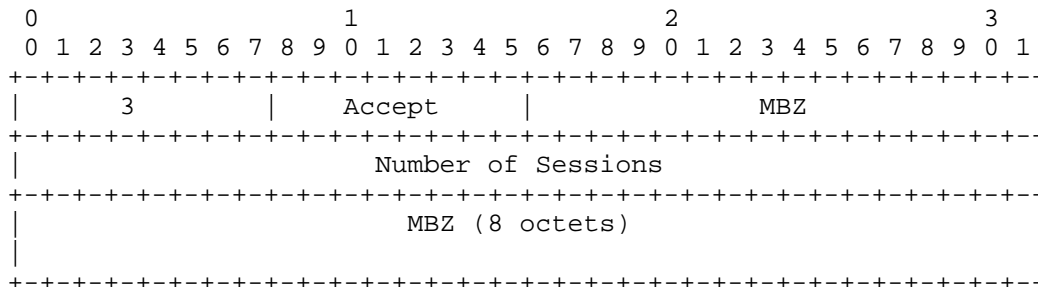 0                   1                   2                   3
 0 1 2 3 4 5 6 7 8 9 0 1 2 3 4 5 6 7 8 9 0 1 2 3 4 5 6 7 8 9 0 1
+-+-+-+-+-+-+-+-+-+-+-+-+-+-+-+-+-+-+-+-+-+-+-+-+-+-+-+-+-+-+-+-
|      3        |    Accept     |              MBZ
+-+-+-+-+-+-+-+-+-+-+-+-+-+-+-+-+-+-+-+-+-+-+-+-+-+-+-+-+-+-+-+-
|                      Number of Sessions
+-+-+-+-+-+-+-+-+-+-+-+-+-+-+-+-+-+-+-+-+-+-+-+-+-+-+-+-+-+-+-+-
|                        MBZ (8 octets)
|
+-+-+-+-+-+-+-+-+-+-+-+-+-+-+-+-+-+-+-+-+-+-+-+-+-+-+-+-+-+-+-+-